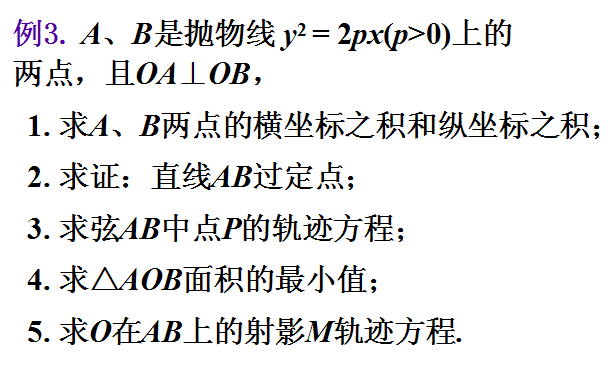 例3. A、B是抛物线 y² = 2px(p>0)上的
两点，且OA⊥OB，
1. 求A、B两点的横坐标之积和纵坐标之积；
2. 求证：直线AB过定点；
3. 求弦AB中点P的轨迹方程；
4. 求△AOB面积的最小值；
5. 求O在AB上的射影M轨迹方程.